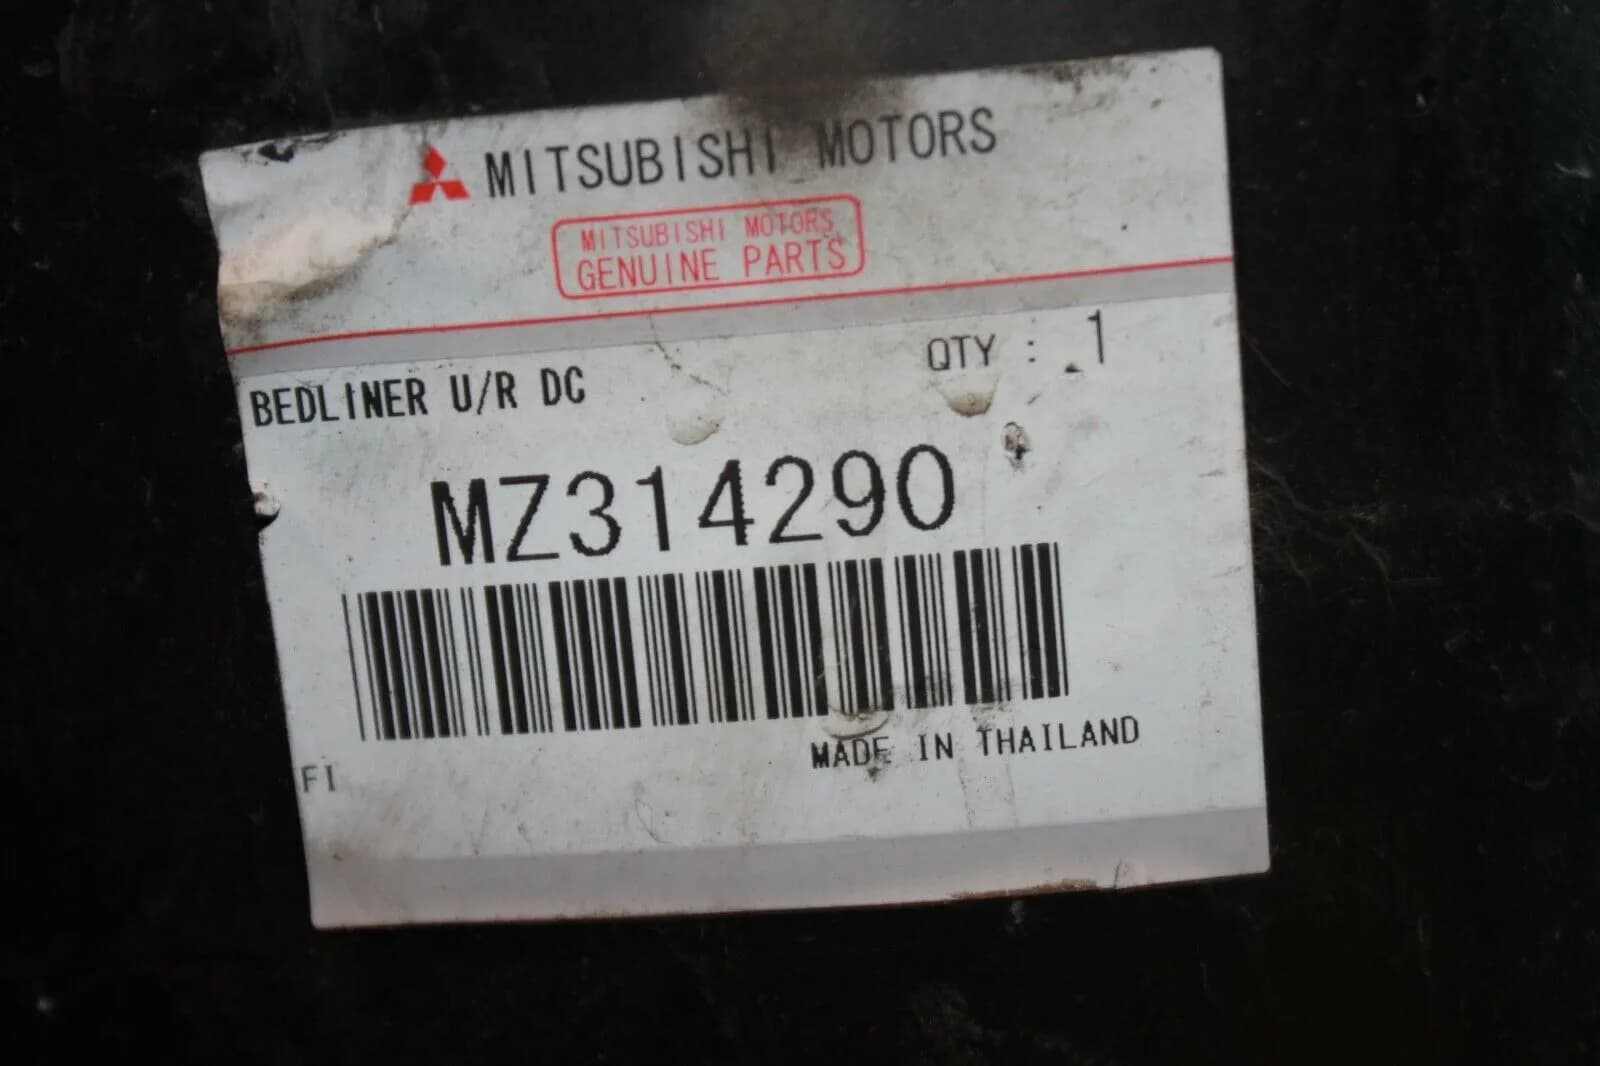 MITSUBISHI MOTORS
MITSUBISHI MOTORS
GENUINE PARTS
QTY : 1
BEDLINER U/R DC
MZ314290
MADE IN THAILAND
FI